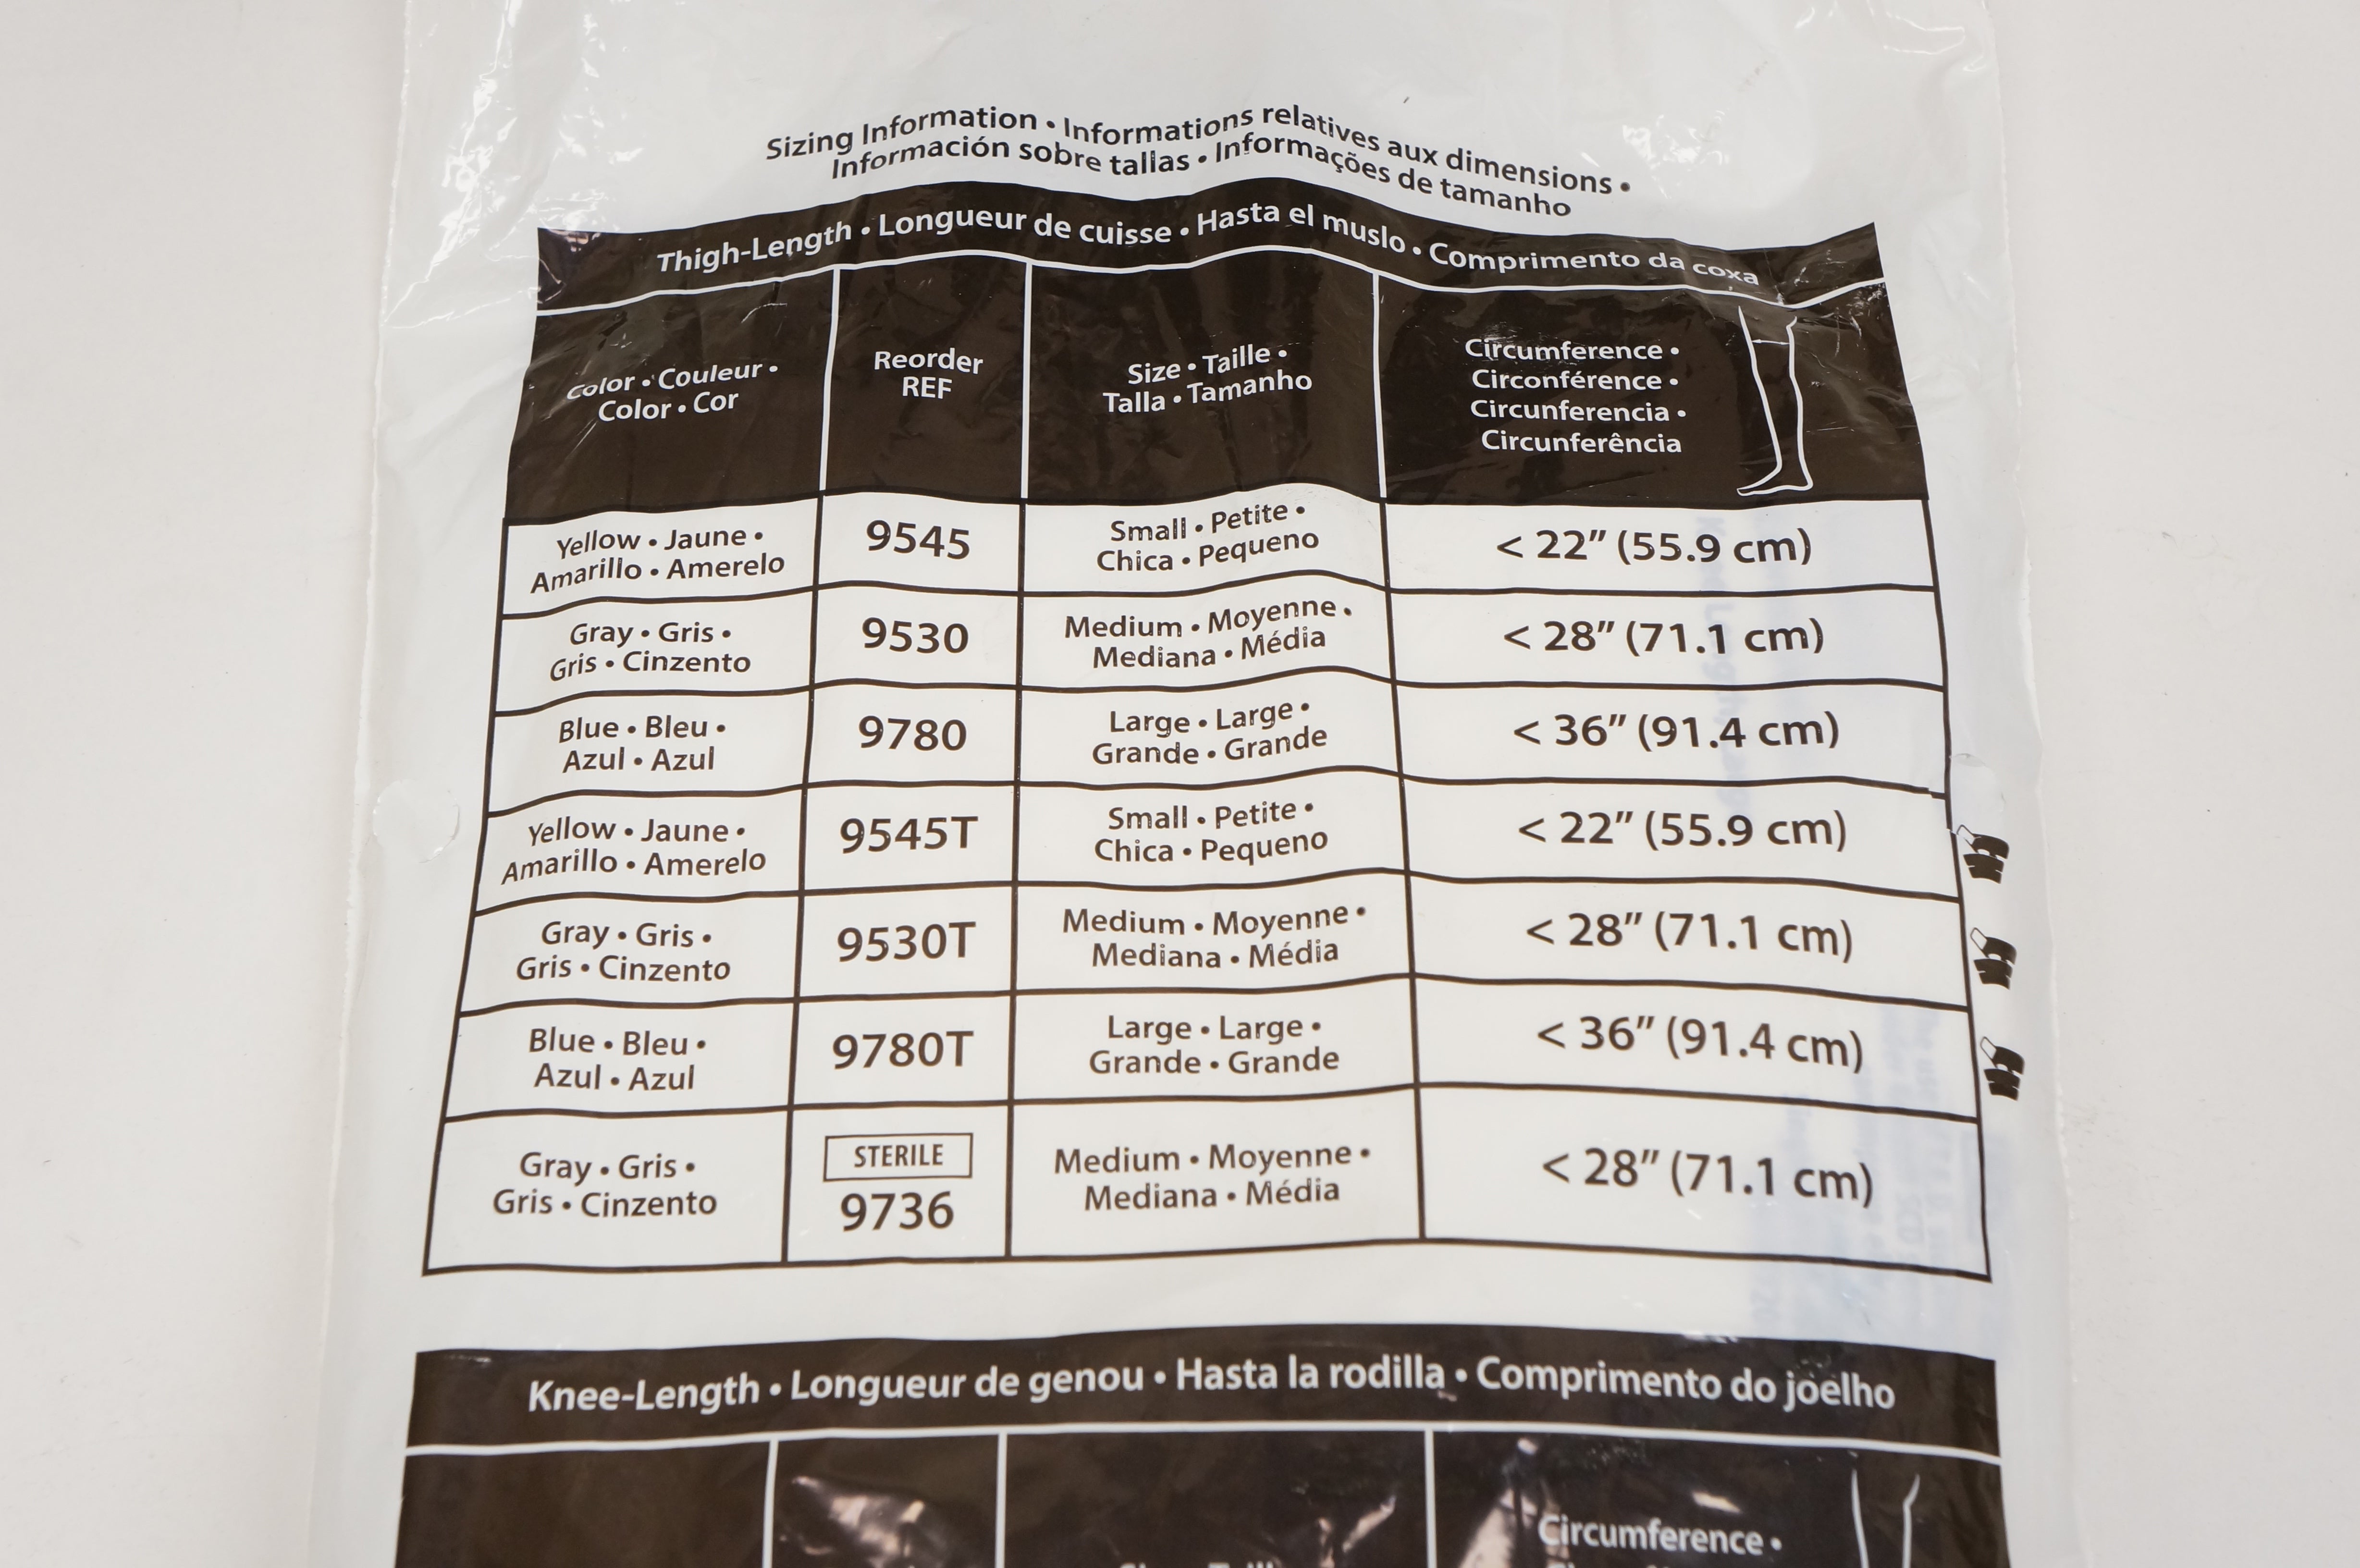 Sizing Information • Informations relatives aux dimensions •
Información sobre tallas • Informações de tamanho
Thigh-Length • Longueur de cuisse • Hasta el muslo • Comprimento da coxa
Color • Couleur •
Color • Cor
Reorder
REF
Size • Taille •
Talla • Tamanho
Circumference •
Circonférence •
Circunferencia •
Circunferência
Yellow • Jaune •
Amarillo • Amerelo
9545
Small • Petite •
Chica • Pequeno
< 22” (55.9 cm)
Gray • Gris •
Gris • Cinzento
9530
Medium • Moyenne •
Mediana • Média
< 28” (71.1 cm)
Blue • Bleu •
Azul • Azul
9780
Large • Large •
Grande • Grande
< 36” (91.4 cm)
Yellow • Jaune •
Amarillo • Amerelo
9545T
Small • Petite •
Chica • Pequeno
< 22” (55.9 cm)
Gray • Gris •
Gris • Cinzento
9530T
Medium • Moyenne •
Mediana • Média
< 28” (71.1 cm)
Blue • Bleu •
Azul • Azul
9780T
Large • Large •
Grande • Grande
< 36” (91.4 cm)
Gray • Gris •
Gris • Cinzento
STERILE
9736
Medium • Moyenne •
Mediana • Média
< 28” (71.1 cm)
Knee-Length • Longueur de genou • Hasta la rodilla • Comprimento do joelho
Circumference •